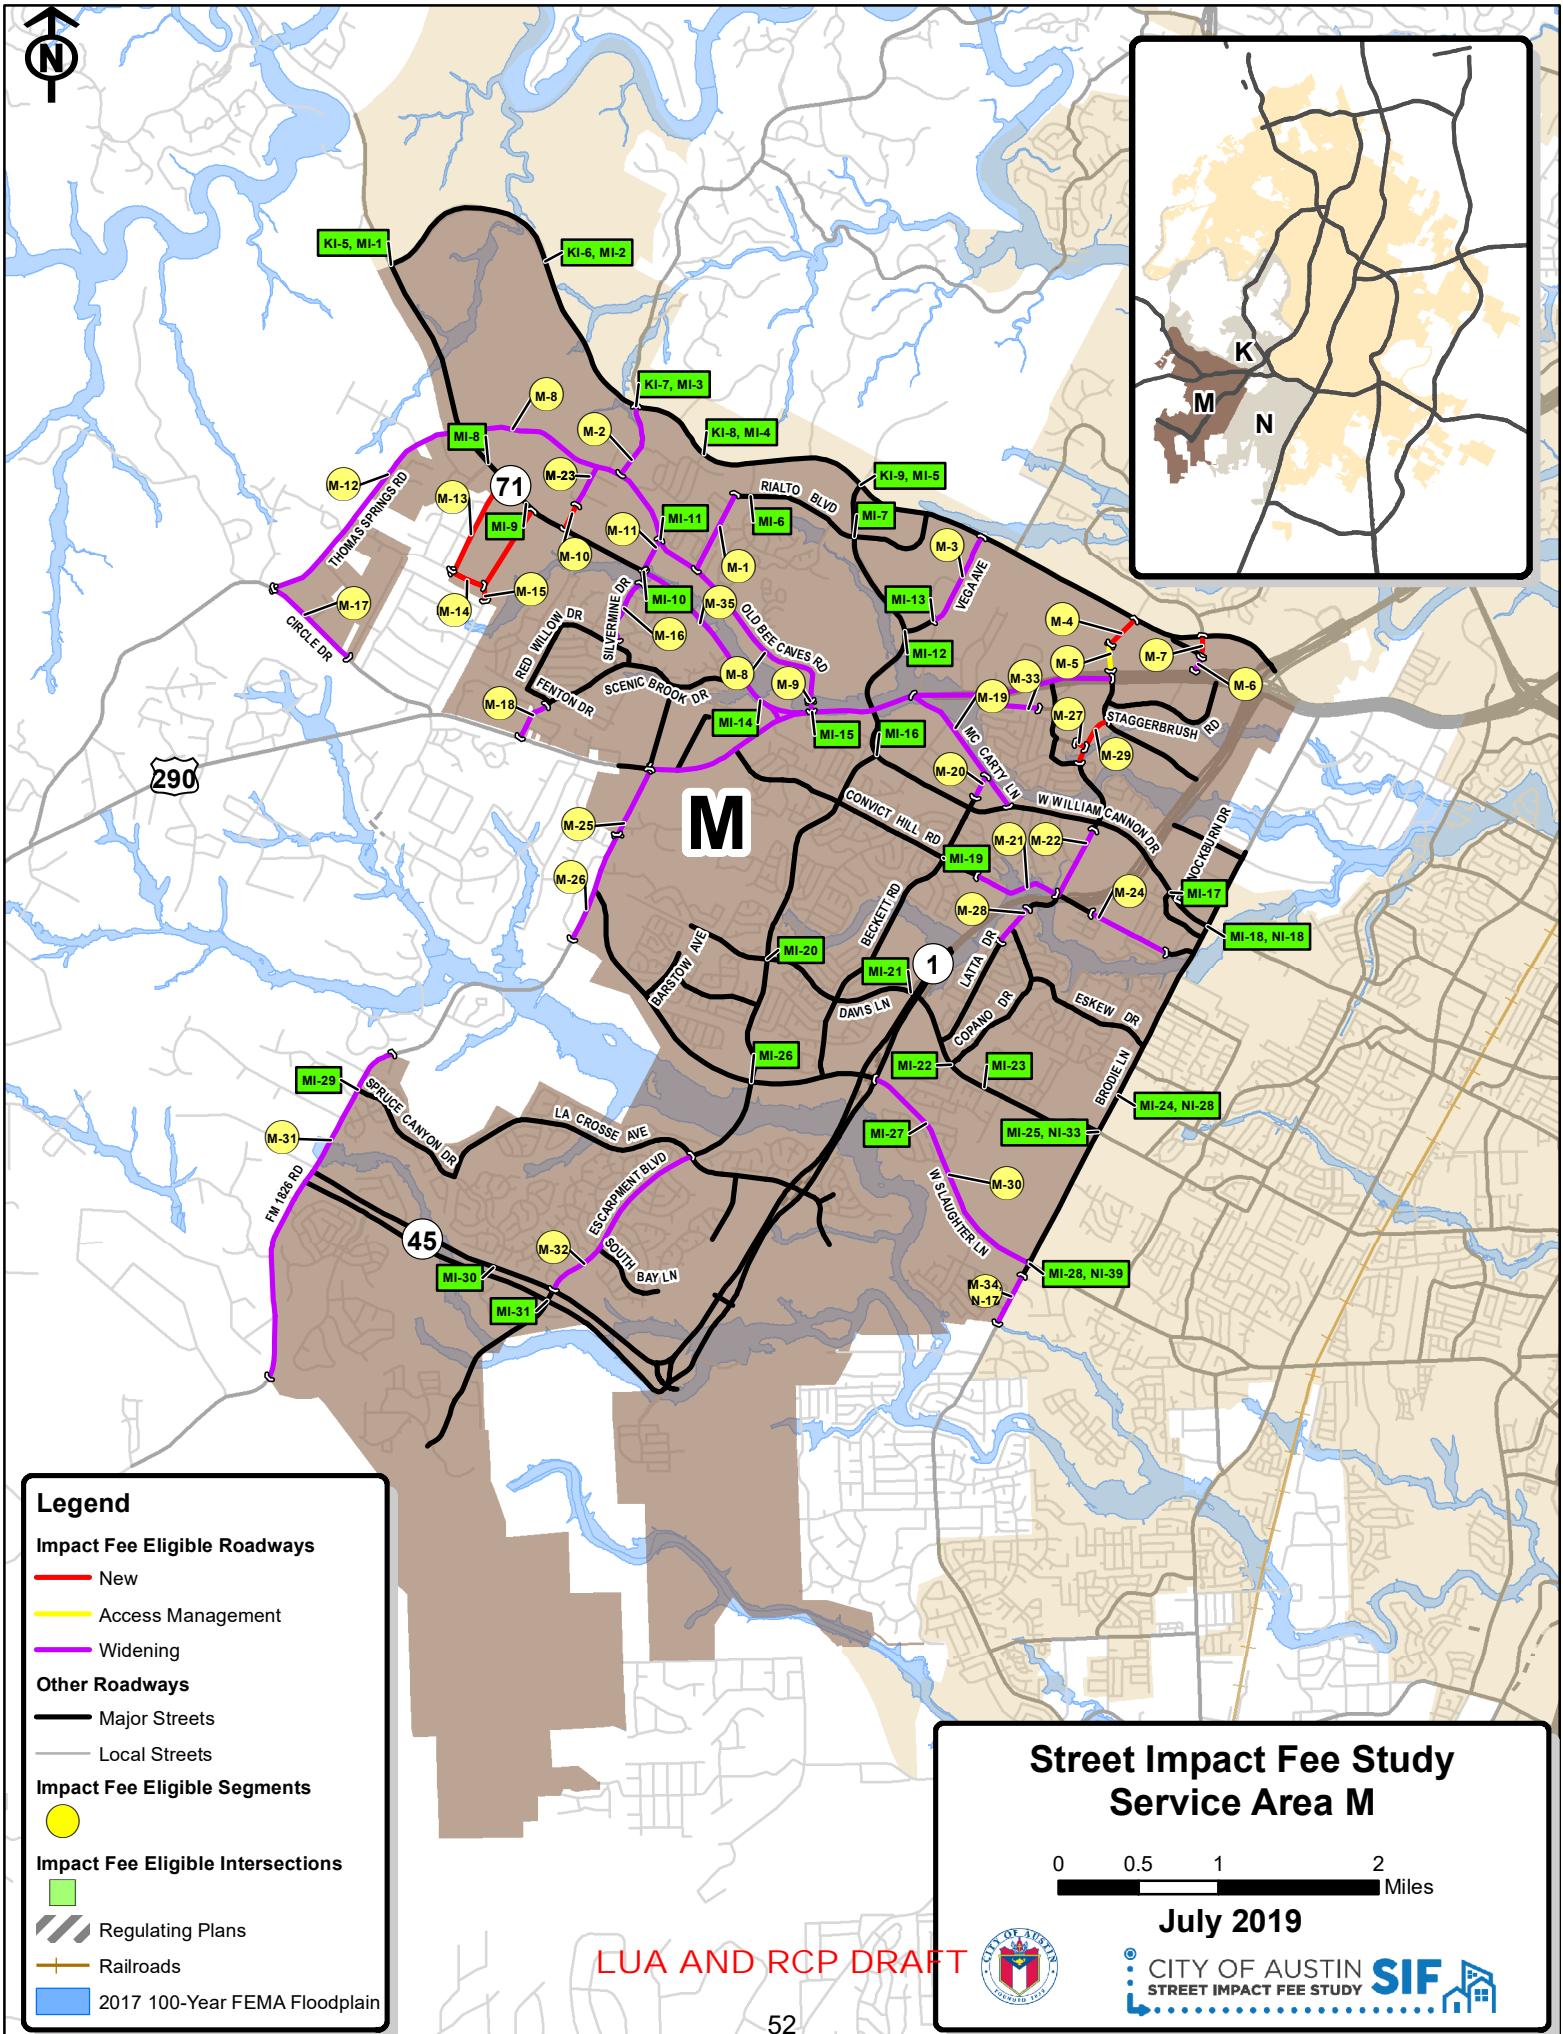 N
KI-5, MI-1
KI-6, MI-2
K
M
N
KI-7, MI-3
M-8
M-2
MI-8
KI-8, MI-4
KI-9, MI-5
M-12
THOMAS SPRINGS RD
M-13
71
M-23
RIALTO BLVD
MI-9
M-11
MI-11
MI-6
MI-7
M-10
M-1
M-3
VEGA AVE
M-17
CIRCLE DR
M-14
M-15
RED WILLOW DR
SILVERMINE DR
MI-10
M-35
OLD BEE CAVES RD
MI-13
M-16
MI-12
M-4
M-5
M-7
M-6
FENTON DR
SCENIC BROOK DR
M-8
M-9
M-18
MI-14
MI-15
MI-16
M-19
M-33
M-27
STAGGERBRUSH RD
M-29
MC CARTY LN
M-20
290
M
CONVICT HILL RD
W WILLIAM CANNON DR
M-25
MI-19
M-21
M-22
NOCKBURN DR
M-26
M-24
MI-17
BECKETT RD
M-28
MI-18, NI-18
BARSTOW AVE
MI-20
MI-21
1
LATTA DR
DAVIS LN
COPANO DR
ESKEW DR
MI-26
MI-22
MI-23
BRODIE LN
MI-29
SPRUCE CANYON DR
MI-24, NI-28
LA CROSSE AVE
MI-27
MI-25, NI-33
M-31
FM 1826 RD
ESCARPMENT BLVD
W SLAUGHTER LN
M-30
45
M-32
SOUTH BAY LN
MI-30
MI-31
M-34,
N-17
MI-28, NI-39
Legend
Impact Fee Eligible Roadways
New
Access Management
Widening
Other Roadways
Major Streets
Local Streets
Impact Fee Eligible Segments
Impact Fee Eligible Intersections
Regulating Plans
Railroads
2017 100-Year FEMA Floodplain
Street Impact Fee Study
Service Area M
0 0.5 1 2
Miles
July 2019
LUA AND RCP DRAFT
CITY OF AUSTIN
FOUNDED 1839
CITY OF AUSTIN
STREET IMPACT FEE STUDY
SIF
52